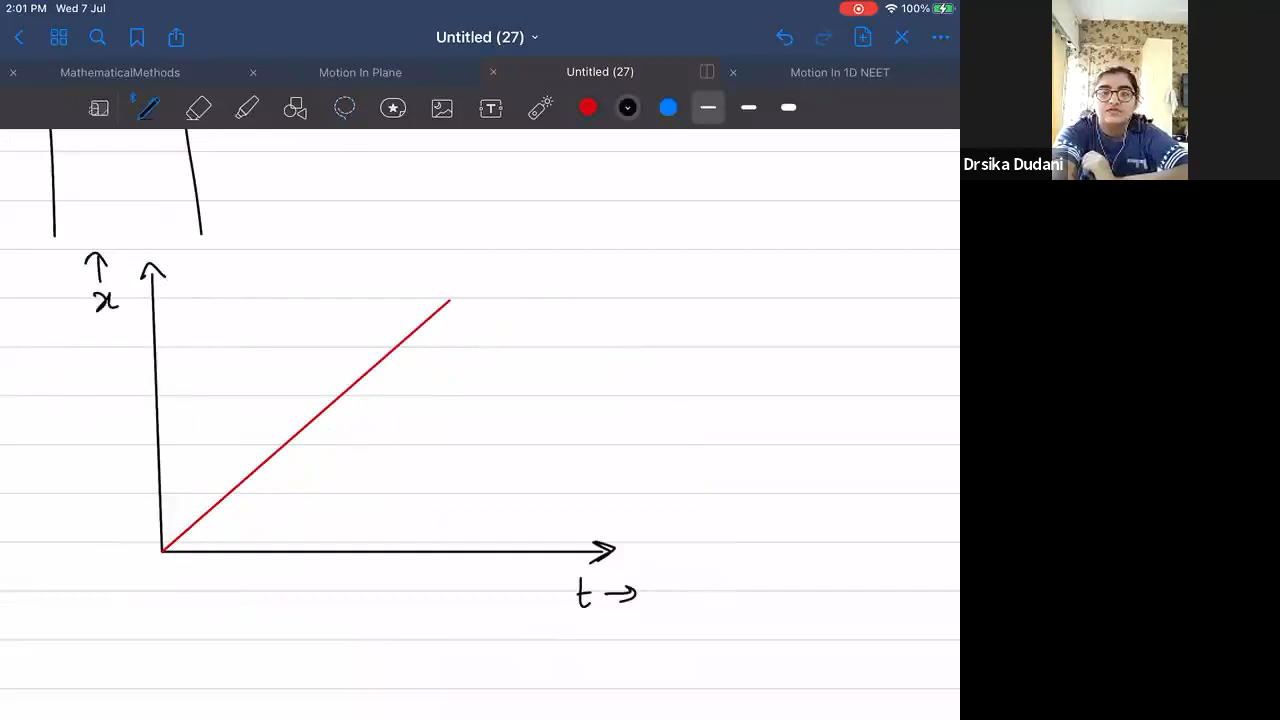 2:01 PM Wed 7 Jul
100%
Untitled (27)
MathematicalMethods
Motion In Plane
Untitled (27)
Motion In 1D NEET
T
Drsika Dudani
x
t →